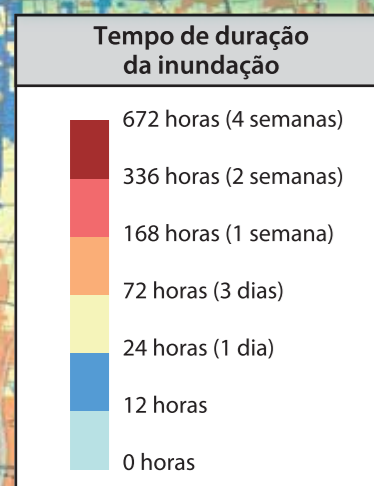 Tempo de duração
da inundação
672 horas (4 semanas)
336 horas (2 semanas)
168 horas (1 semana)
72 horas (3 dias)
24 horas (1 dia)
12 horas
0 horas